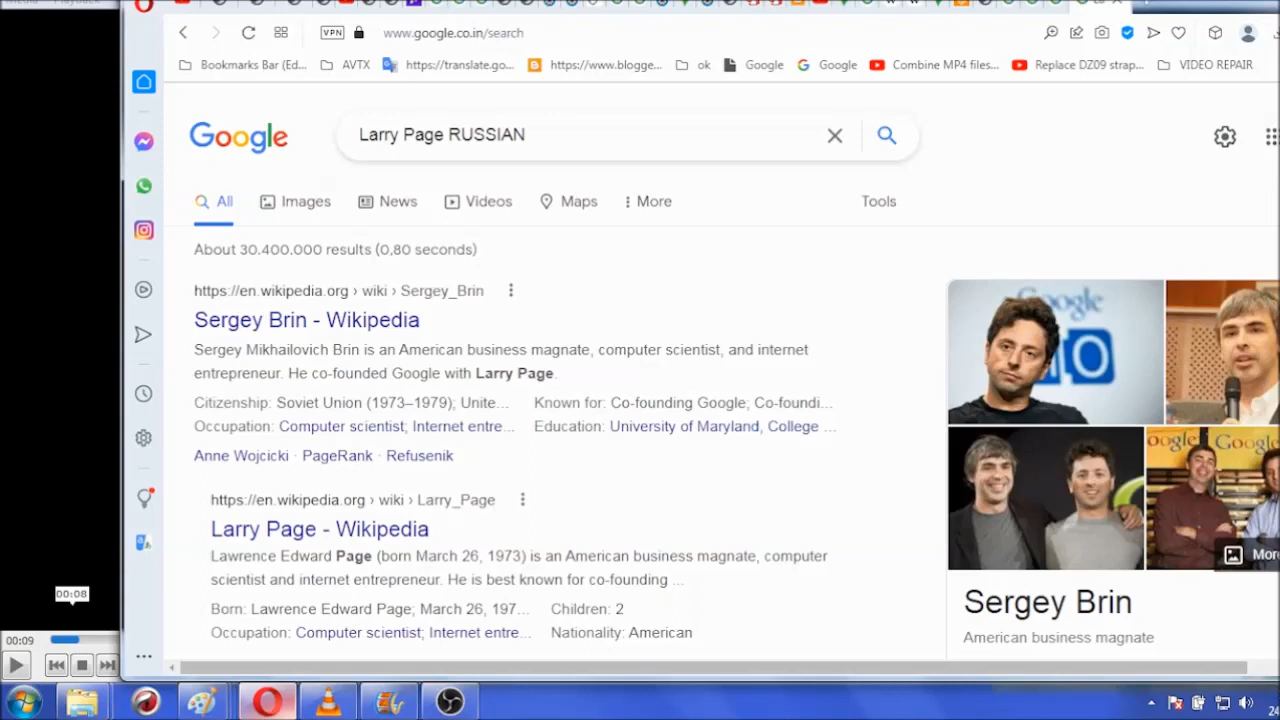 VPN www.google.co.in/search
Bookmarks Bar (Ed... AVTX https://translate.go... https://www.blogge... ok Google Google Combine MP4 files... Replace DZ09 strap... VIDEO REPAIR
Google Larry Page RUSSIAN
All Images News Videos Maps More Tools
About 30.400.000 results (0,80 seconds)
https://en.wikipedia.org › wiki › Sergey_Brin
Sergey Brin - Wikipedia
Sergey Mikhailovich Brin is an American business magnate, computer scientist, and internet
entrepreneur. He co-founded Google with Larry Page.
Citizenship: Soviet Union (1973–1979); Unite... Known for: Co-founding Google; Co-foundi...
Occupation: Computer scientist; Internet entre... Education: University of Maryland, College ...
Anne Wojcicki · PageRank · Refusenik
https://en.wikipedia.org › wiki › Larry_Page
Larry Page - Wikipedia
Lawrence Edward Page (born March 26, 1973) is an American business magnate, computer
scientist and internet entrepreneur. He is best known for co-founding ...
Born: Lawrence Edward Page; March 26, 197... Children: 2
Occupation: Computer scientist; Internet entre... Nationality: American
Google
Google
Google
More
Sergey Brin
American business magnate
00:08
00:09